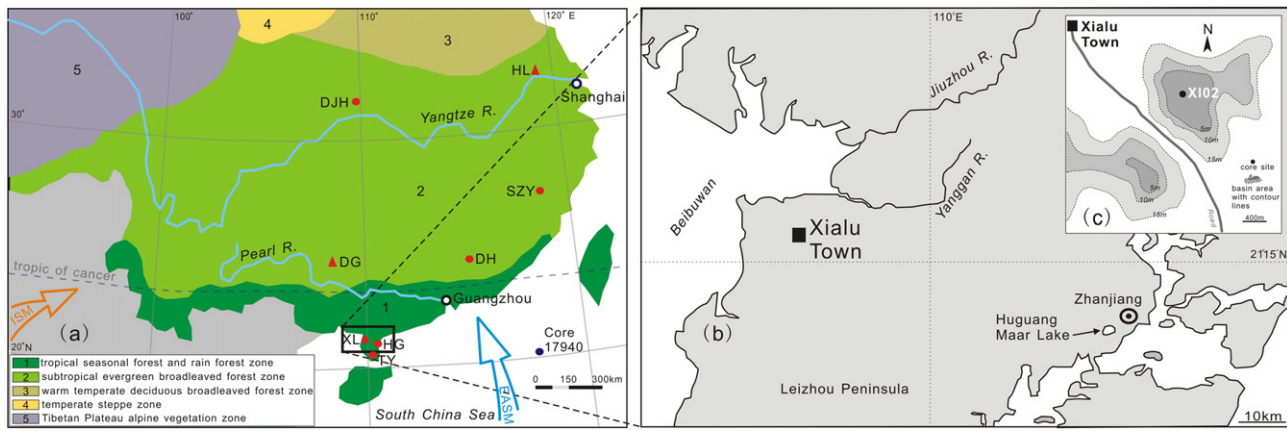 100°
110°
120° E
4
3
5
HL
Shanghai
DJH
30°
Yangtze R.
2
SZY
Pearl R.
DG
DH
tropic of cancer
Guangzhou
1
ISM
(a)
XL
HG
TY
20°N
Core
17940
EASM
0 150 300km
South China Sea
1 tropical seasonal forest and rain forest zone
2 subtropical evergreen broadleaved forest zone
3 warm temperate deciduous broadleaved forest zone
4 temperate steppe zone
5 Tibetan Plateau alpine vegetation zone
110°E
Jiuzhou R.
Yanggan R.
Beibuwan
Xialu
Town
21°15'N
(b)
Zhanjiang
Huguang
Maar Lake
Leizhou Peninsula
10km
Xialu
Town
N
XI02
5m
10m
15m
5m
10m
15m
core site
5m
basin area
with contour
lines
Road
400m
(c)